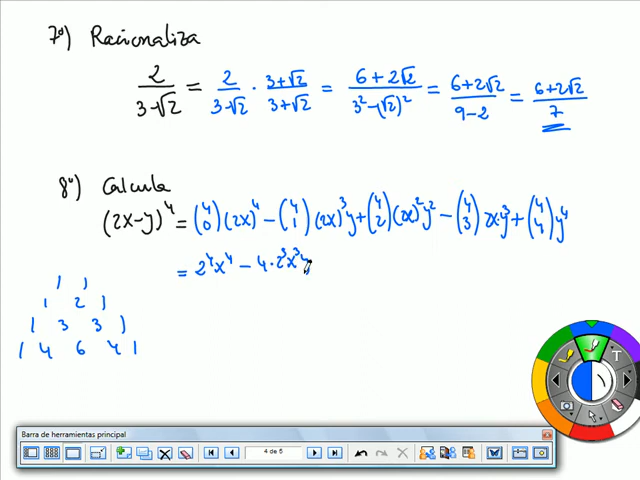 7º) Racionaliza
2/(3-√2) = 2/(3-√2) · (3+√2)/(3+√2) = (6+2√2)/(3²-(√2)²) = (6+2√2)/(9-2) = (6+2√2)/7
8º) Calcula
(2x-y)⁴ = (4 0)(2x)⁴ - (4 1)(2x)³y + (4 2)(2x)²y² - (4 3)2xy³ + (4 4)y⁴
= 2⁴x⁴ - 4·2³x³y
1 1
1 2 1
1 3 3 1
1 4 6 4 1
T
Barra de herramientas principal
4 de 5